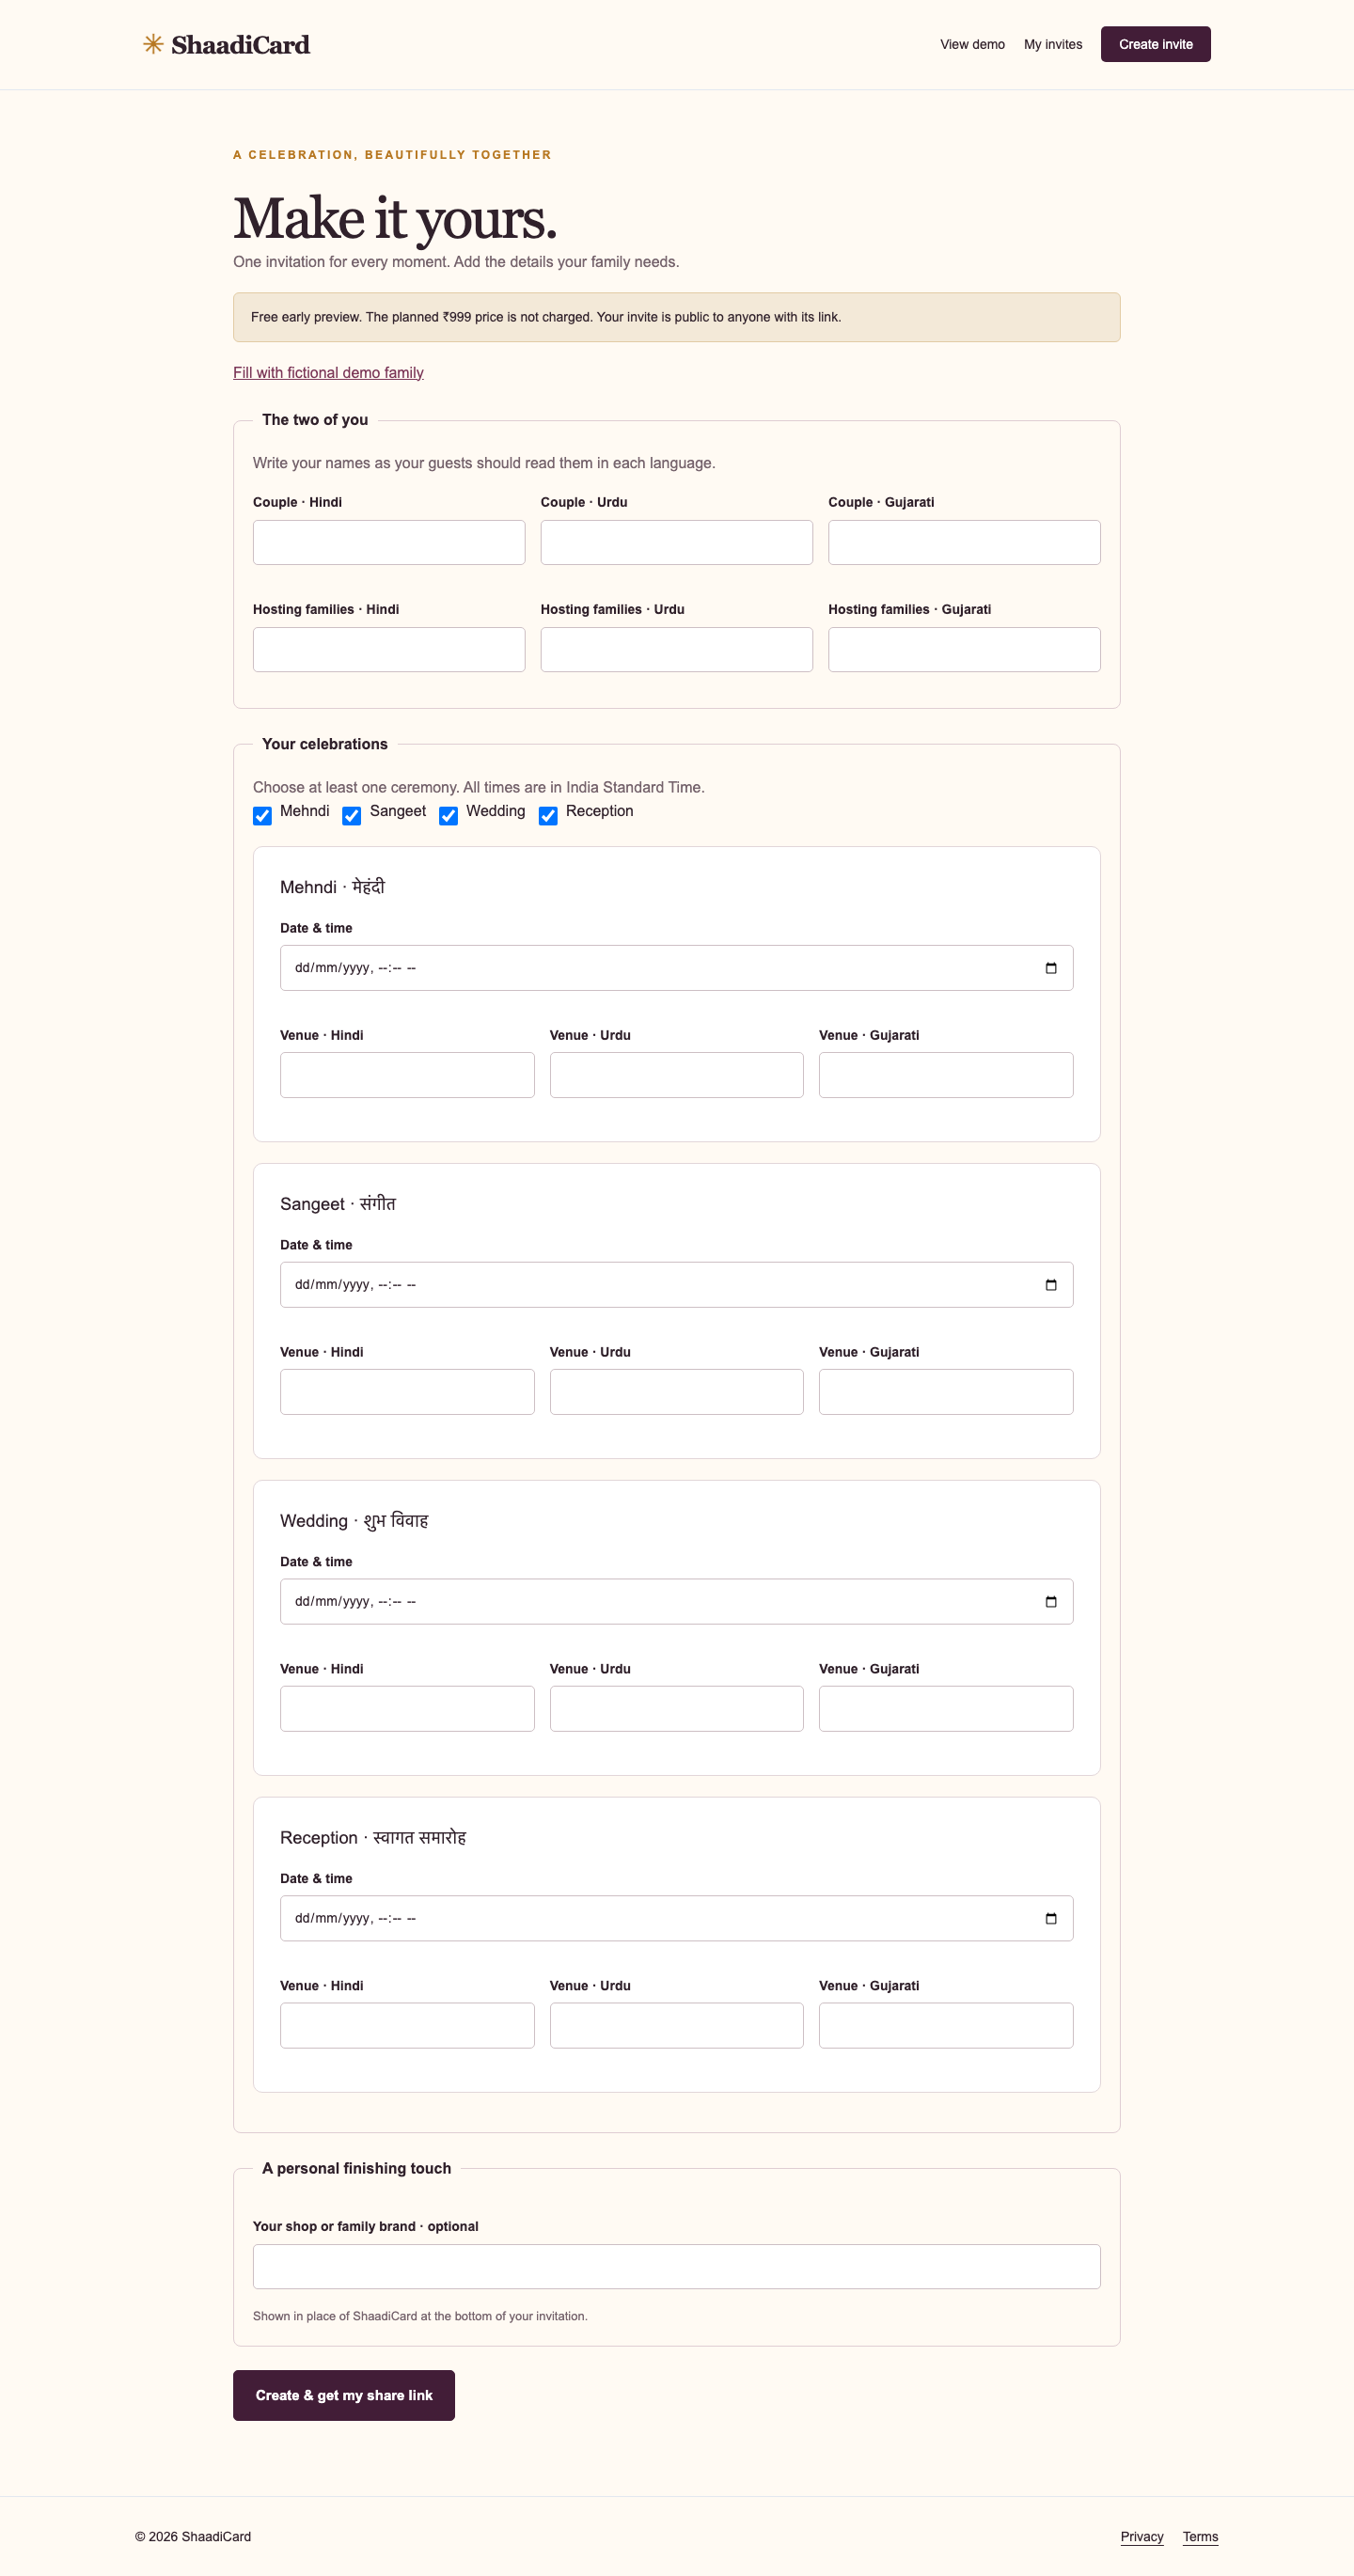 ShaadiCard
View demo My invites Create invite
A CELEBRATION, BEAUTIFULLY TOGETHER
Make it yours.
One invitation for every moment. Add the details your family needs.
Free early preview. The planned ₹999 price is not charged. Your invite is public to anyone with its link.
Fill with fictional demo family
The two of you
Write your names as your guests should read them in each language.
Couple · Hindi Couple · Urdu Couple · Gujarati
Hosting families · Hindi Hosting families · Urdu Hosting families · Gujarati
Your celebrations
Choose at least one ceremony. All times are in India Standard Time.
Mehndi Sangeet Wedding Reception
Mehndi · मेहंदी
Date & time
dd/mm/yyyy, --:-- --
Venue · Hindi Venue · Urdu Venue · Gujarati
Sangeet · संगीत
Date & time
dd/mm/yyyy, --:-- --
Venue · Hindi Venue · Urdu Venue · Gujarati
Wedding · शुभ विवाह
Date & time
dd/mm/yyyy, --:-- --
Venue · Hindi Venue · Urdu Venue · Gujarati
Reception · स्वागत समारोह
Date & time
dd/mm/yyyy, --:-- --
Venue · Hindi Venue · Urdu Venue · Gujarati
A personal finishing touch
Your shop or family brand · optional
Shown in place of ShaadiCard at the bottom of your invitation.
Create & get my share link
© 2026 ShaadiCard Privacy Terms